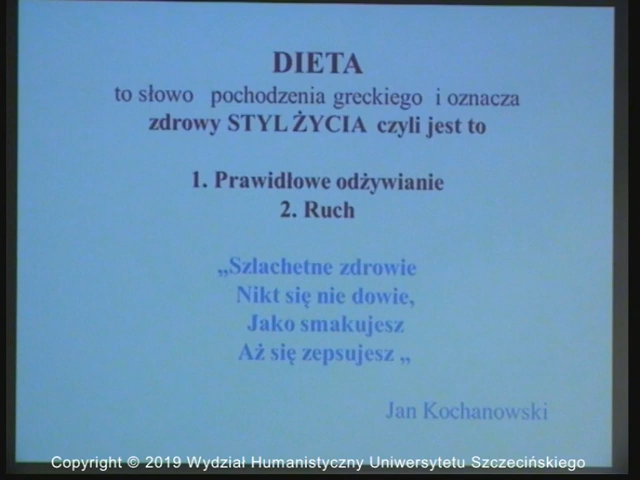 DIETA
to słowo pochodzenia greckiego i oznacza
zdrowy STYL ŻYCIA czyli jest to
1. Prawidłowe odżywianie
2. Ruch
„Szlachetne zdrowie
Nikt się nie dowie,
Jako smakujesz
Aż się zepsujesz „
Jan Kochanowski
Copyright © 2019 Wydział Humanistyczny Uniwersytetu Szczecińskiego